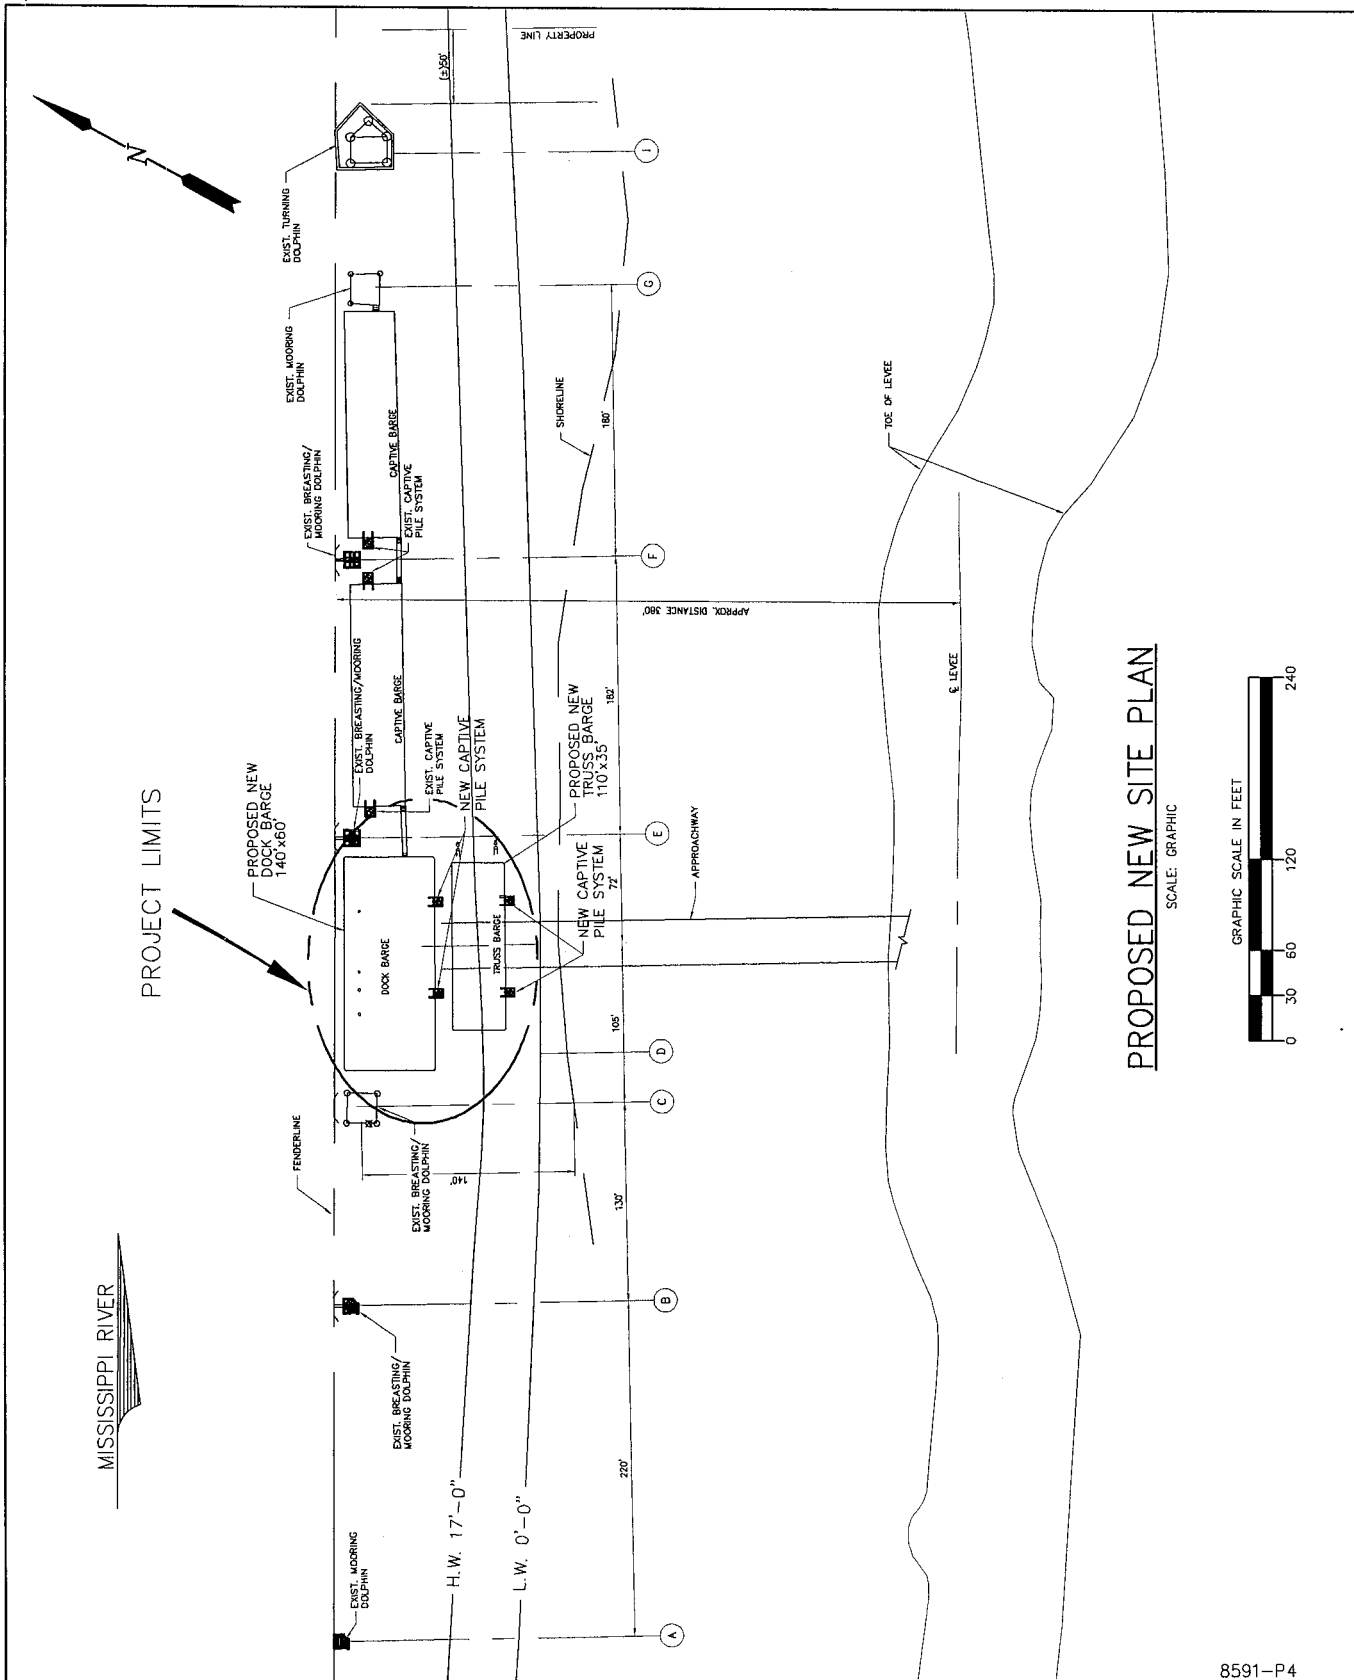 MISSISSIPPI RIVER
PROJECT LIMITS
N
PROPERTY LINE
(±)50'
EXIST. TURNING
DOLPHIN
EXIST. MOORING
DOLPHIN
EXIST. BREASTING/
MOORING DOLPHIN
CAPTIVE BARGE
EXIST. CAPTIVE
PILE SYSTEM
EXIST. BREASTING/MOORING
DOLPHIN
CAPTIVE BARGE
EXIST. CAPTIVE
PILE SYSTEM
PROPOSED NEW
DOCK BARGE
140'x60'
NEW CAPTIVE
PILE SYSTEM
PROPOSED NEW
TRUSS BARGE
110'x35'
NEW CAPTIVE
PILE SYSTEM
DOCK BARGE
TRUSS BARGE
FENDERLINE
EXIST. BREASTING/
MOORING DOLPHIN
140'
EXIST. BREASTING/
MOORING DOLPHIN
EXIST. MOORING
DOLPHIN
H.W. 17'-0"
L.W. 0'-0"
SHORELINE
APPROACHWAY
APPROX. DISTANCE 380'
TOE OF LEVEE
℄ LEVEE
220'
130'
105'
72'
182'
180'
A
B
C
D
E
F
G
I
PROPOSED NEW SITE PLAN
SCALE: GRAPHIC
GRAPHIC SCALE IN FEET
0 30 60 120 240
8591-P4